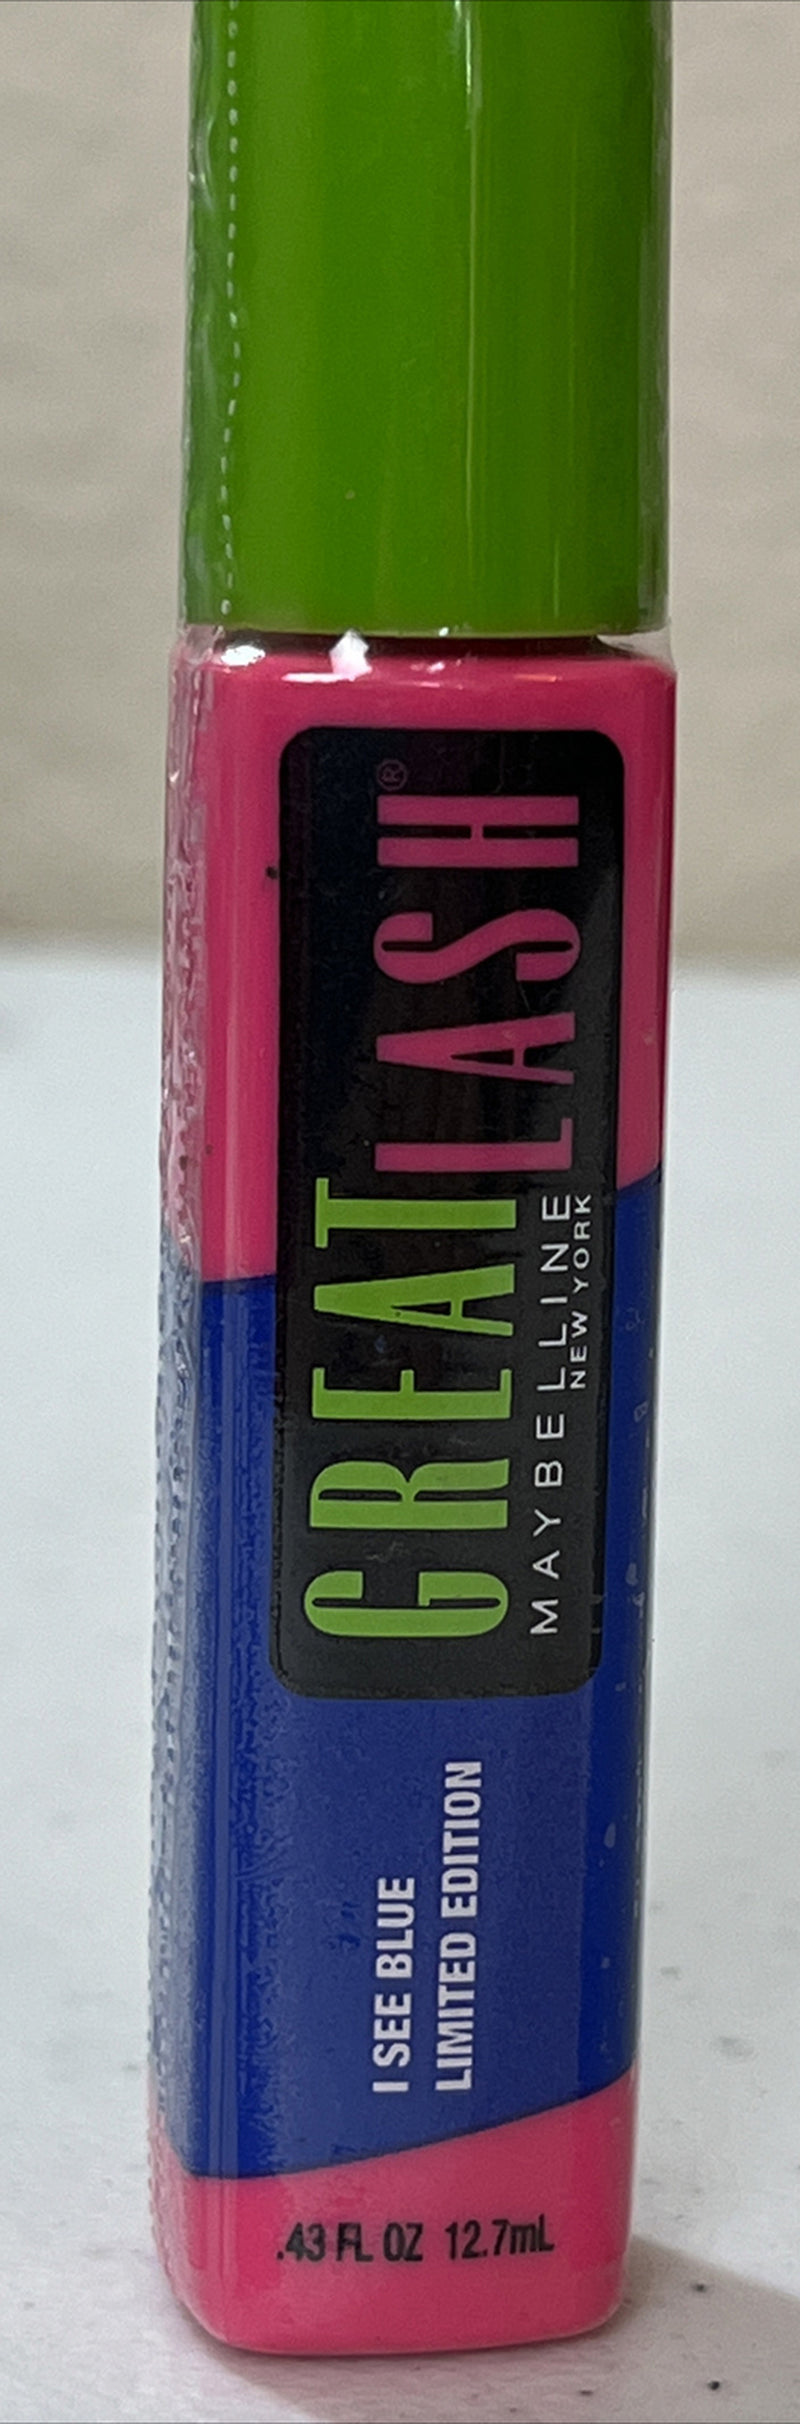 GREAT LASH®
MAYBELLINE
NEW YORK
I SEE BLUE
LIMITED EDITION
.43 FL OZ 12.7mL